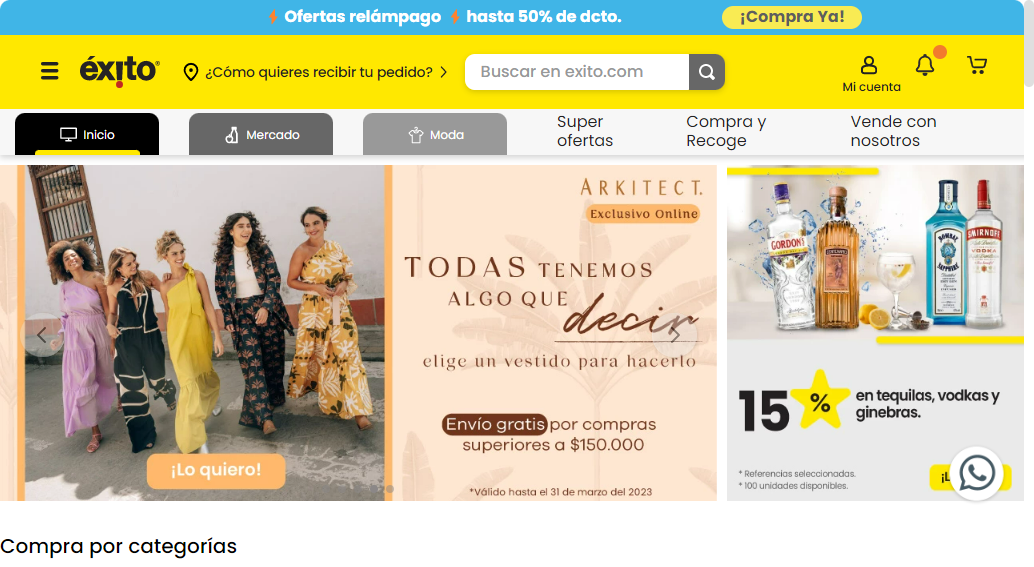 Ofertas relámpago hasta 50% de dcto.
¡Compra Ya!
éxito
¿Cómo quieres recibir tu pedido?
Buscar en exito.com
Mi cuenta
Inicio
Mercado
Moda
Super ofertas
Compra y Recoge
Vende con nosotros
ARKITECT.
Exclusivo Online
TODAS TENEMOS
ALGO QUE
decir
elige un vestido para hacerlo
Envío gratis por compras
superiores a $150.000
¡Lo quiero!
*Válido hasta el 31 de marzo del 2023
GORDON'S
BOMBAY
SAPPHIRE
SMIRNOFF
VODKA
15 %
en tequilas, vodkas y
ginebras.
* Referencias seleccionadas.
* 100 unidades disponibles.
Compra por categorías